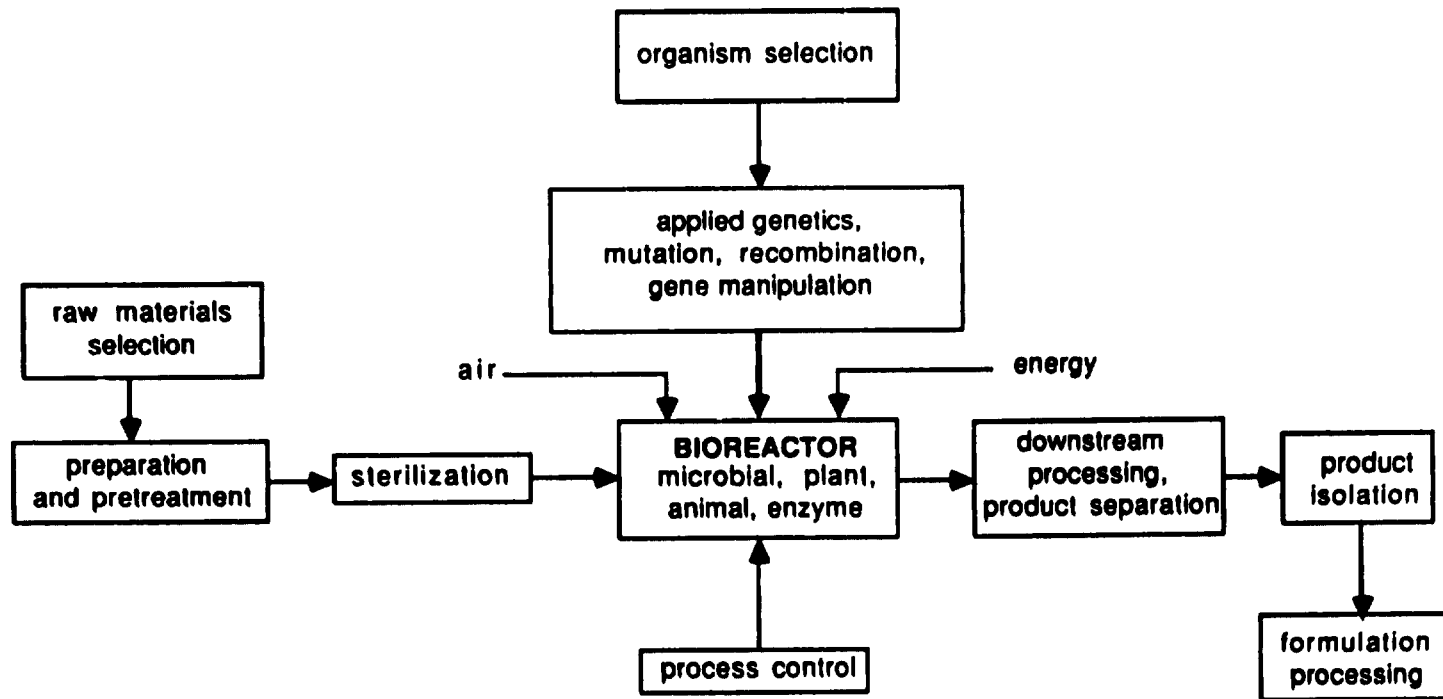 organism selection
applied genetics,
mutation, recombination,
gene manipulation
raw materials
selection
air
energy
preparation
and pretreatment
sterilization
BIOREACTOR
microbial, plant,
animal, enzyme
downstream
processing,
product separation
product
isolation
process control
formulation
processing